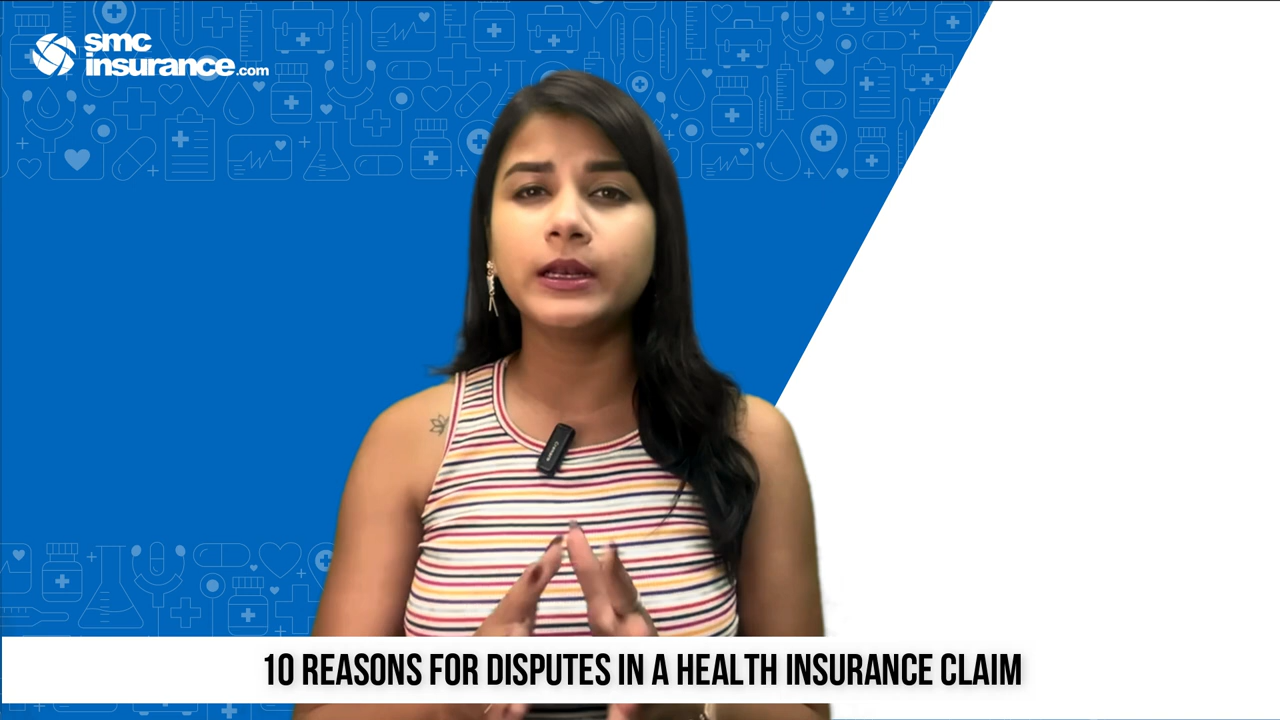 smc
insurance.com
10 REASONS FOR DISPUTES IN A HEALTH INSURANCE CLAIM